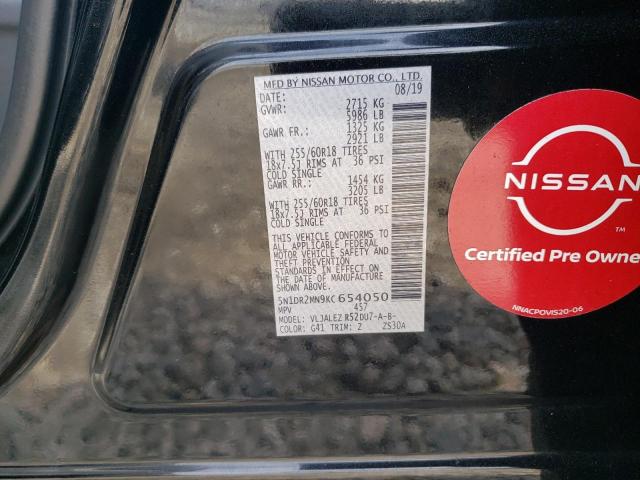 MFD BY NISSAN MOTOR CO., LTD.
DATE: 08/19
GVWR: 2715 KG
5986 LB
GAWR FR.: 1325 KG
2921 LB
WITH 255/60R18 TIRES
18x7.5J RIMS AT 36 PSI
COLD SINGLE
GAWR RR.: 1454 KG
3205 LB
WITH 255/60R18 TIRES
18x7.5J RIMS AT 36 PSI
COLD SINGLE
THIS VEHICLE CONFORMS TO
ALL APPLICABLE FEDERAL
MOTOR VEHICLE SAFETY AND
THEFT PREVENTION
STANDARDS IN EFFECT ON
THE DATE OF MANUFACTURE
SHOWN ABOVE.
5N1DR2MN9KC654050
MPV 457
MODEL: VLJALEZ R52DU7-A-B-
COLOR: G41 TRIM: Z ZS30A
NISSAN
TM
Certified Pre Owne
NNACPOVIS20-06